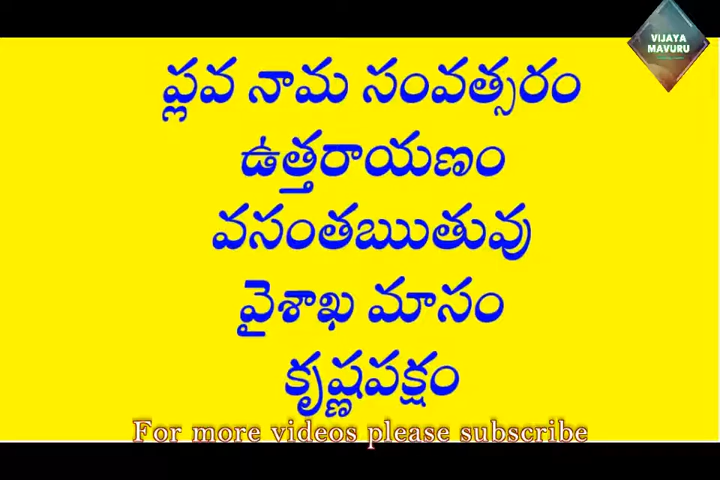 VIJAYA
MAVURU
ప్లవ నామ సంవత్సరం
ఉత్తరాయణం
వసంతఋతువు
వైశాఖ మాసం
కృష్ణపక్షం
For more videos please subscribe